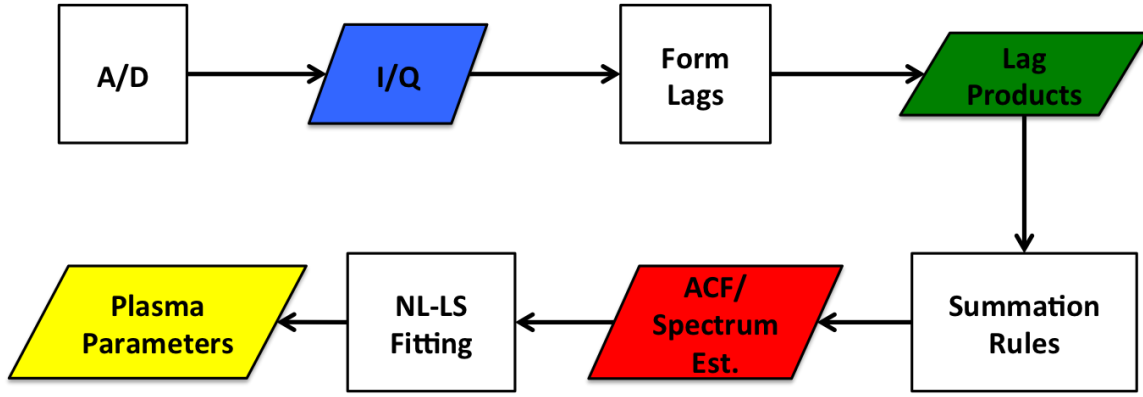 A/D
I/Q
Form
Lags
Lag
Products
Summation
Rules
ACF/
Spectrum
Est.
NL-LS
Fitting
Plasma
Parameters